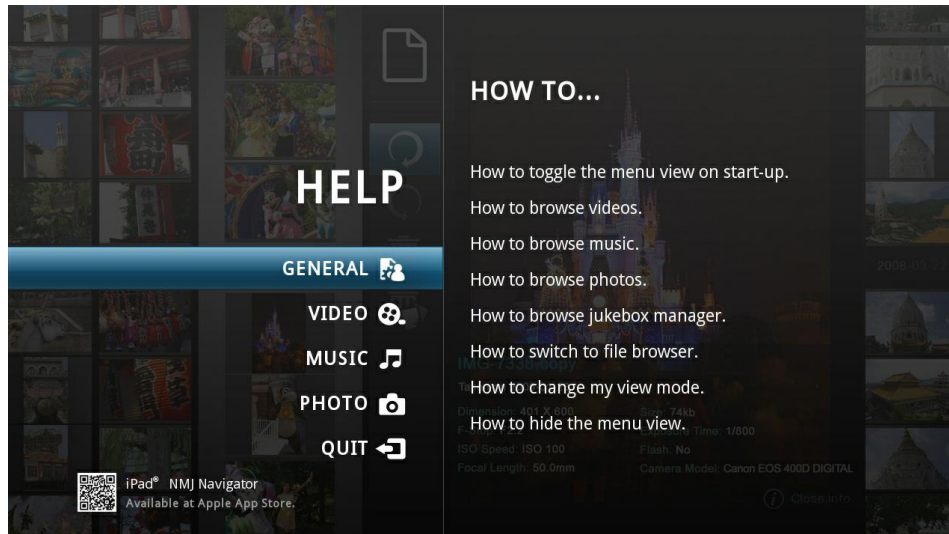 HOW TO...
HELP
GENERAL
VIDEO
MUSIC
PHOTO
QUIT
iPad® NMJ Navigator
Available at Apple App Store.
How to toggle the menu view on start-up.
How to browse videos.
How to browse music.
How to browse photos.
How to browse jukebox manager.
How to switch to file browser.
How to change my view mode.
How to hide the menu view.
IMG-7338-copy
Dimension: 401 X 600
Size: 74kb
Exposure Time: 1/800
ISO Speed: ISO 100
Flash: No
Focal Length: 50.0mm
Camera Model: Canon EOS 400D DIGITAL
Close info